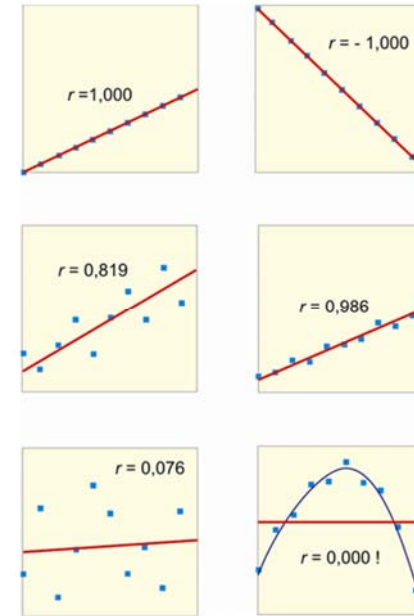 r =1,000
r = - 1,000
r = 0,819
r = 0,986
r = 0,076
r = 0,000 !